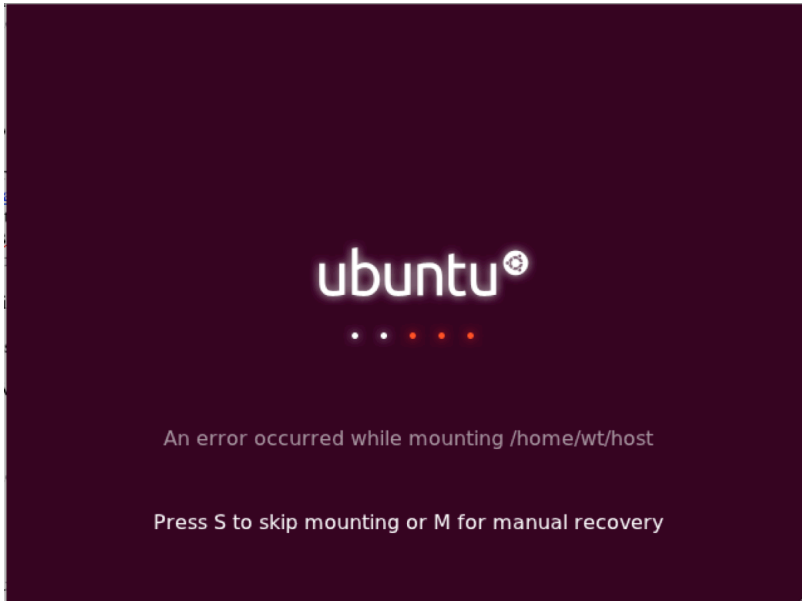 ubuntu
An error occurred while mounting /home/wt/host
Press S to skip mounting or M for manual recovery